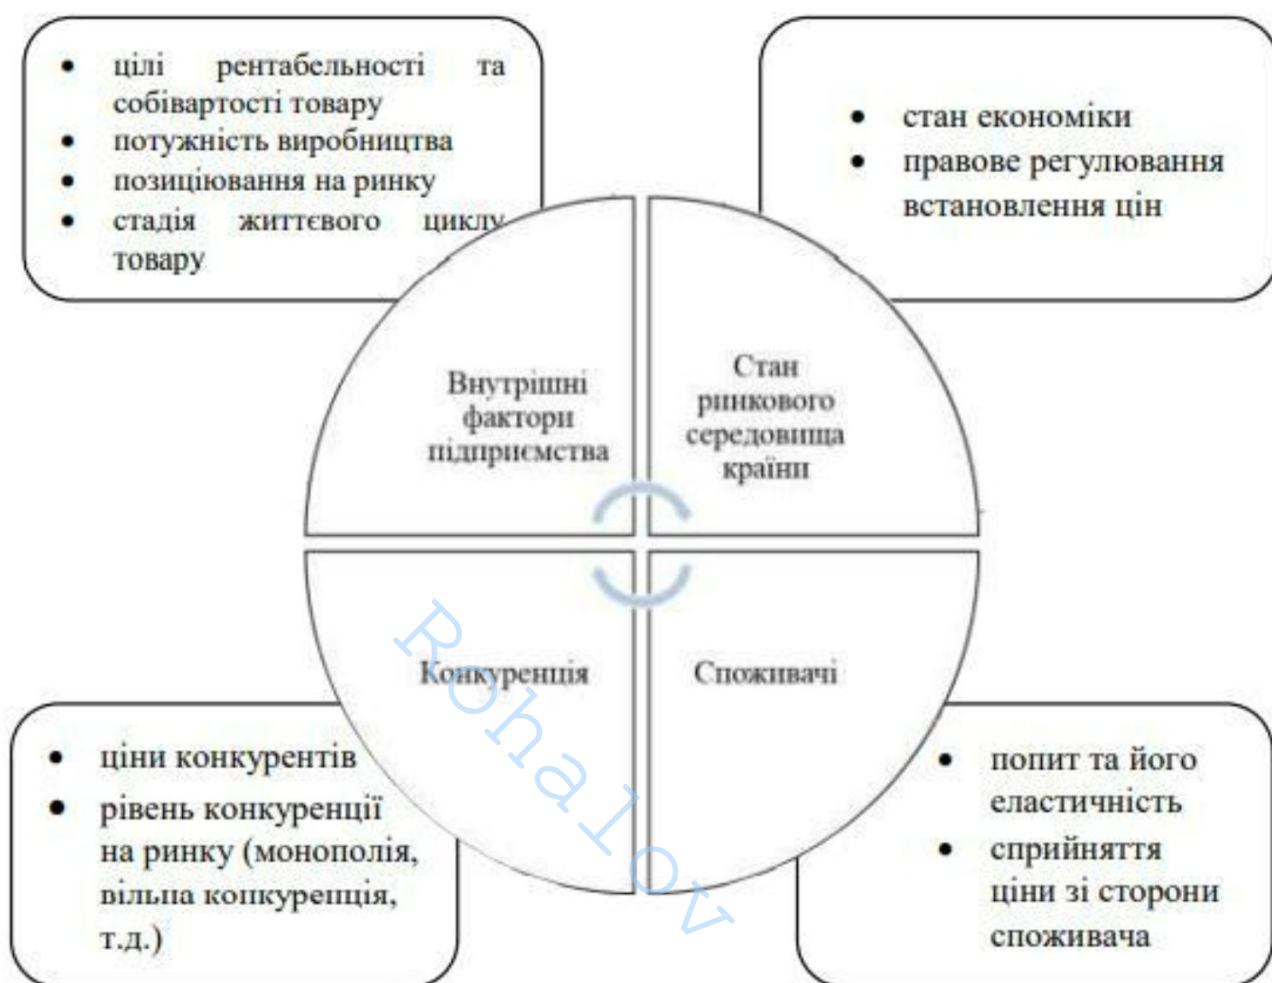 • цілі рентабельності та
собівартості товару
• потужність виробництва
• позиціювання на ринку
• стадія життєвого циклу
товару
• стан економіки
• правове регулювання
встановлення цін
Внутрішні
фактори
підприємства
Стан
ринкового
середовища
країни
Конкуренція
Споживачі
• ціни конкурентів
• рівень конкуренції
на ринку (монополія,
вільна конкуренція,
т.д.)
• попит та його
еластичність
• сприйняття
ціни зі сторони
споживача
Rohalov